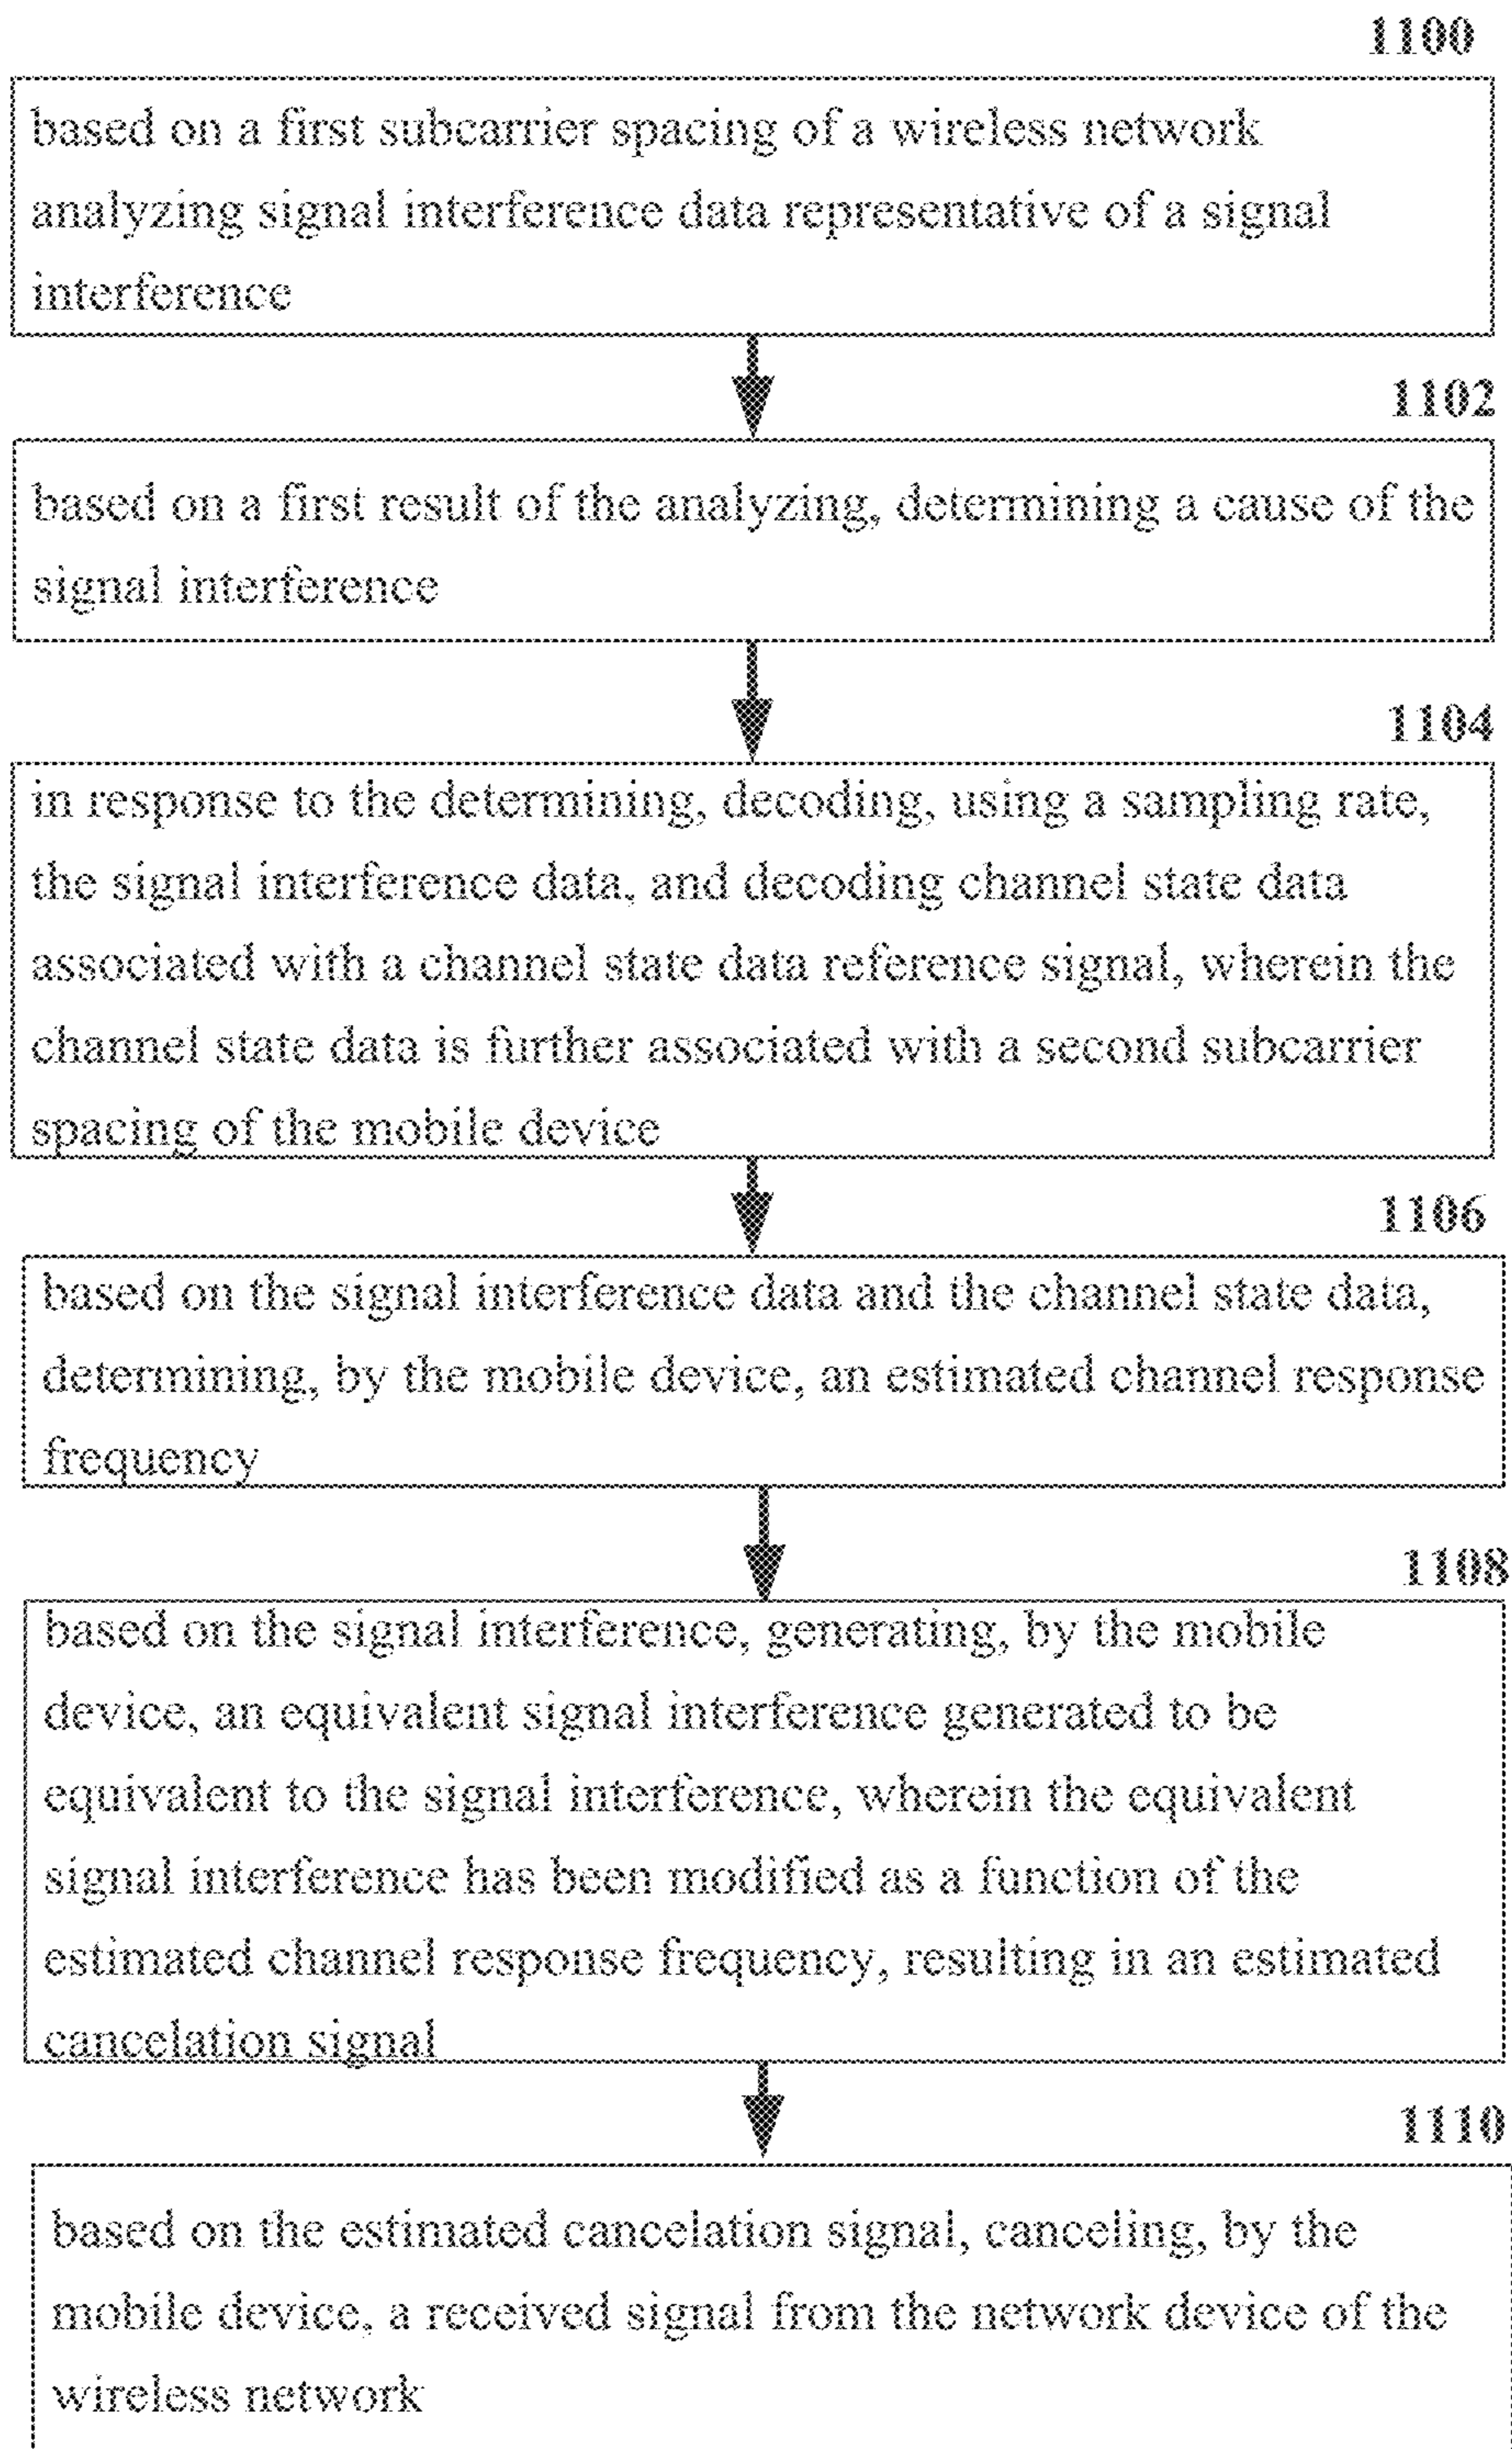 1100
based on a first subcarrier spacing of a wireless network
analyzing signal interference data representative of a signal
interference
1102
based on a first result of the analyzing, determining a cause of the
signal interference
1104
in response to the determining, decoding, using a sampling rate,
the signal interference data, and decoding channel state data
associated with a channel state data reference signal, wherein the
channel state data is further associated with a second subcarrier
spacing of the mobile device
1106
based on the signal interference data and the channel state data,
determining, by the mobile device, an estimated channel response
frequency
1108
based on the signal interference, generating, by the mobile
device, an equivalent signal interference generated to be
equivalent to the signal interference, wherein the equivalent
signal interference has been modified as a function of the
estimated channel response frequency, resulting in an estimated
cancelation signal
1110
based on the estimated cancelation signal, canceling, by the
mobile device, a received signal from the network device of the
wireless network